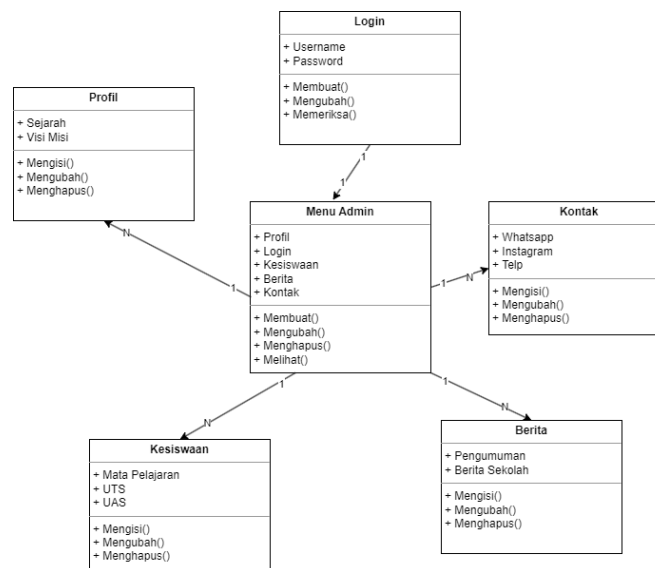 Login
+ Username
+ Password
+ Membuat()
+ Mengubah()
+ Memeriksa()
Profil
+ Sejarah
+ Visi Misi
+ Mengisi()
+ Mengubah()
+ Menghapus()
1
1
Menu Admin
+ Profil
+ Login
+ Kesiswaan
+ Berita
+ Kontak
+ Membuat()
+ Mengubah()
+ Menghapus()
+ Melihat()
Kontak
+ Whatsapp
+ Instagram
+ Telp
+ Mengisi()
+ Mengubah()
+ Menghapus()
N
1
1
N
1
N
1
N
Kesiswaan
+ Mata Pelajaran
+ UTS
+ UAS
+ Mengisi()
+ Mengubah()
+ Menghapus()
Berita
+ Pengumuman
+ Berita Sekolah
+ Mengisi()
+ Mengubah()
+ Menghapus()